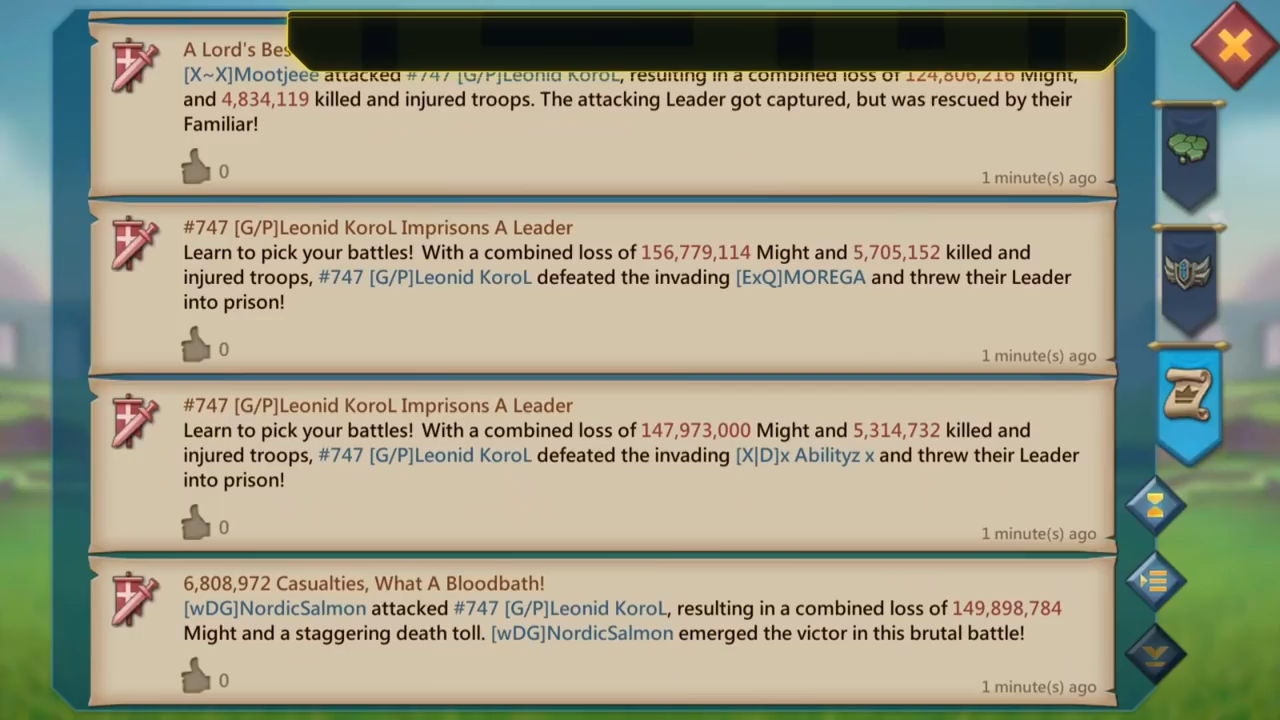 A Lord's Bes
[X~X]Mootjeee attacked #747 [G/P]Leonid KoroL, resulting in a combined loss of 124,806,216 Might,
and 4,834,119 killed and injured troops. The attacking Leader got captured, but was rescued by their
Familiar!
0
1 minute(s) ago
#747 [G/P]Leonid KoroL Imprisons A Leader
Learn to pick your battles! With a combined loss of 156,779,114 Might and 5,705,152 killed and
injured troops, #747 [G/P]Leonid KoroL defeated the invading [ExQ]MOREGA and threw their Leader
into prison!
0
1 minute(s) ago
#747 [G/P]Leonid KoroL Imprisons A Leader
Learn to pick your battles! With a combined loss of 147,973,000 Might and 5,314,732 killed and
injured troops, #747 [G/P]Leonid KoroL defeated the invading [X|D]x Abilityz x and threw their Leader
into prison!
0
1 minute(s) ago
6,808,972 Casualties, What A Bloodbath!
[wDG]NordicSalmon attacked #747 [G/P]Leonid KoroL, resulting in a combined loss of 149,898,784
Might and a staggering death toll. [wDG]NordicSalmon emerged the victor in this brutal battle!
0
1 minute(s) ago